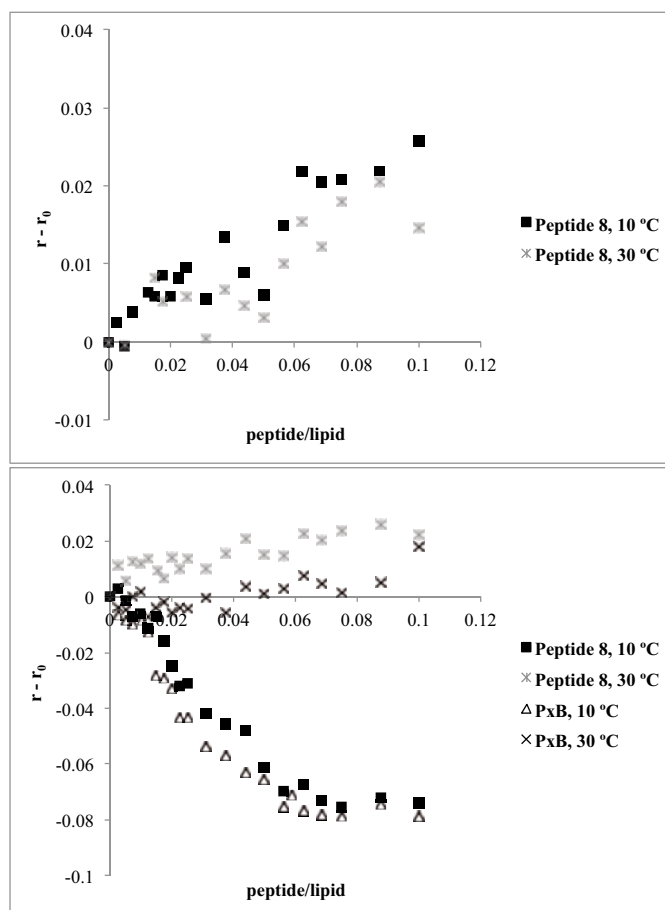 0.04
0.03
0.02
0.01
0
-0.01
r - r0
0 0.02 0.04 0.06 0.08 0.1 0.12
peptide/lipid
Peptide 8, 10 ºC
Peptide 8, 30 ºC
0.04
0.02
0
-0.02
-0.04
-0.06
-0.08
-0.1
r - r0
0 0.02 0.04 0.06 0.08 0.1 0.12
peptide/lipid
Peptide 8, 10 ºC
Peptide 8, 30 ºC
PxB, 10 ºC
PxB, 30 ºC